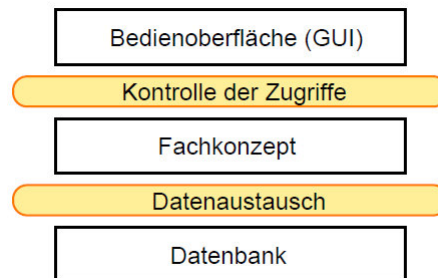 Bedienoberfläche (GUI)
Kontrolle der Zugriffe
Fachkonzept
Datenaustausch
Datenbank